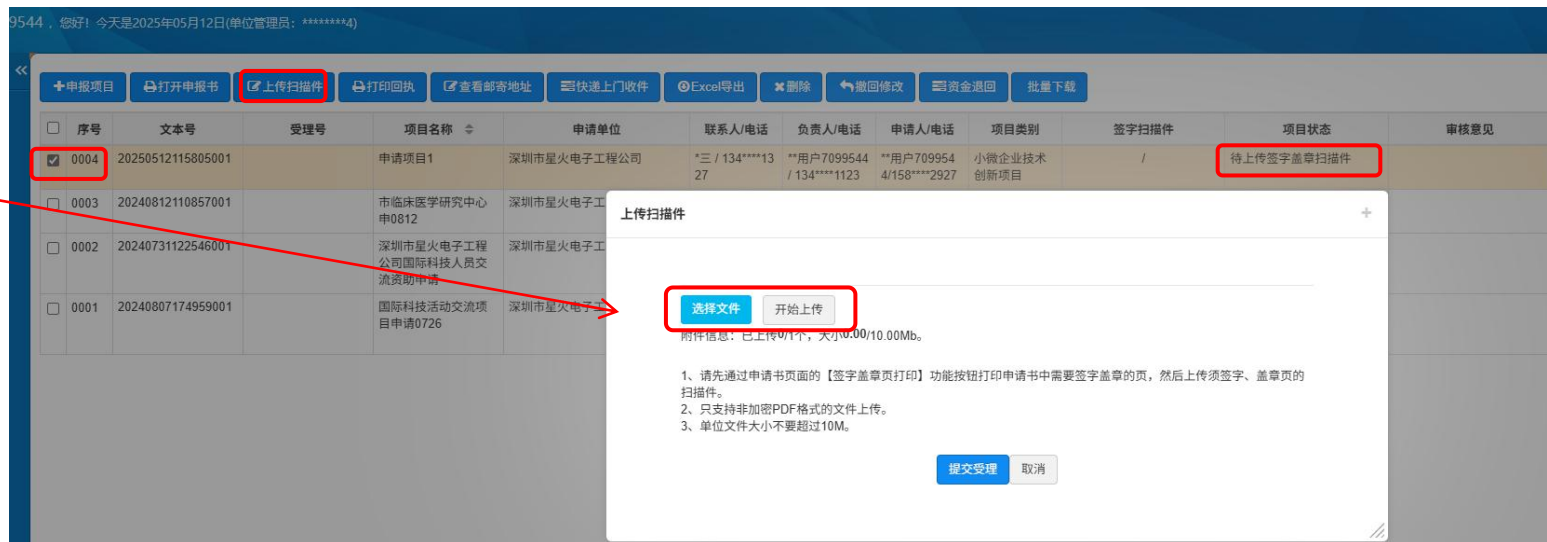 9544，您好！今天是2025年05月12日(单位管理员：********4)
申报项目 打开申报书 上传扫描件 打印回执 查看邮寄地址 快递上门收件 Excel导出 删除 撤回修改 资金退回 批量下载
序号 文本号 受理号 项目名称 申请单位 联系人/电话 负责人/电话 申请人/电话 项目类别 签字扫描件 项目状态 审核意见
0004 20250512115805001 申请项目1 深圳市星火电子工程公司 *三 / 134****13 **用户7099544 **用户709954 小微企业技术 / 待上传签字盖章扫描件
27 / 134****1123 4/158****2927 创新项目
0003 20240812110857001 市临床医学研究中心 深圳市星火电子工
申0812
0002 20240731122546001 深圳市星火电子工程 深圳市星火电子工
公司国际科技人员交
流资助申请
0001 20240807174959001 国际科技活动交流项 深圳市星火电子工
目申请0726
上传扫描件
选择文件 开始上传
附件信息：已上传0/1个，大小0.00/10.00Mb。
1、请先通过申请书页面的【签字盖章页打印】功能按钮打印申请书中需要签字盖章的页，然后上传须签字、盖章页的
扫描件。
2、只支持非加密PDF格式的文件上传。
3、单位文件大小不要超过10M。
提交受理 取消